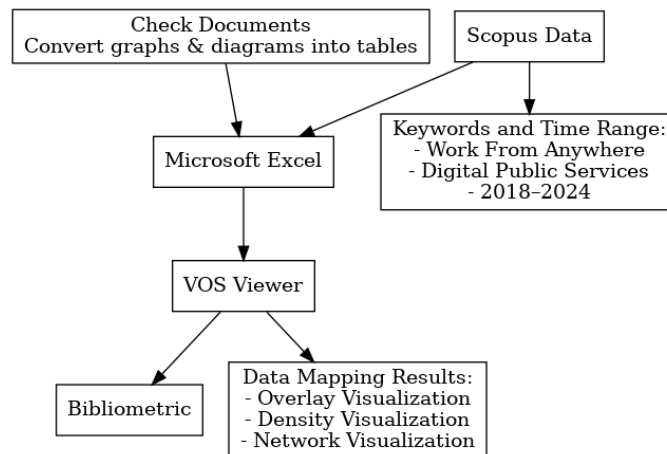 Check Documents
Convert graphs & diagrams into tables
Scopus Data
Keywords and Time Range:
- Work From Anywhere
- Digital Public Services
- 2018–2024
Microsoft Excel
VOS Viewer
Bibliometric
Data Mapping Results:
- Overlay Visualization
- Density Visualization
- Network Visualization